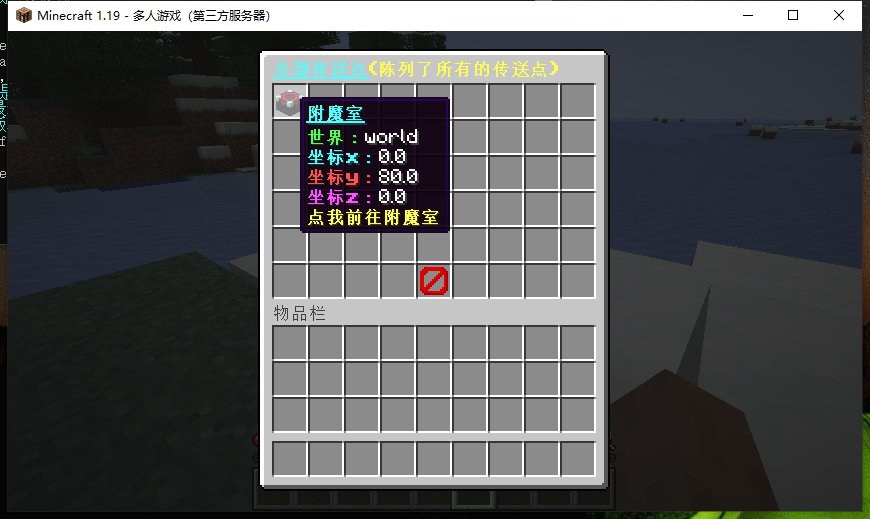 Minecraft 1.19 - 多人游戏（第三方服务器）
全部传送点《陈列了所有的传送点》
附魔室
世界：world
坐标x：0.0
坐标y：80.0
坐标z：0.0
点我前往附魔室
物品栏